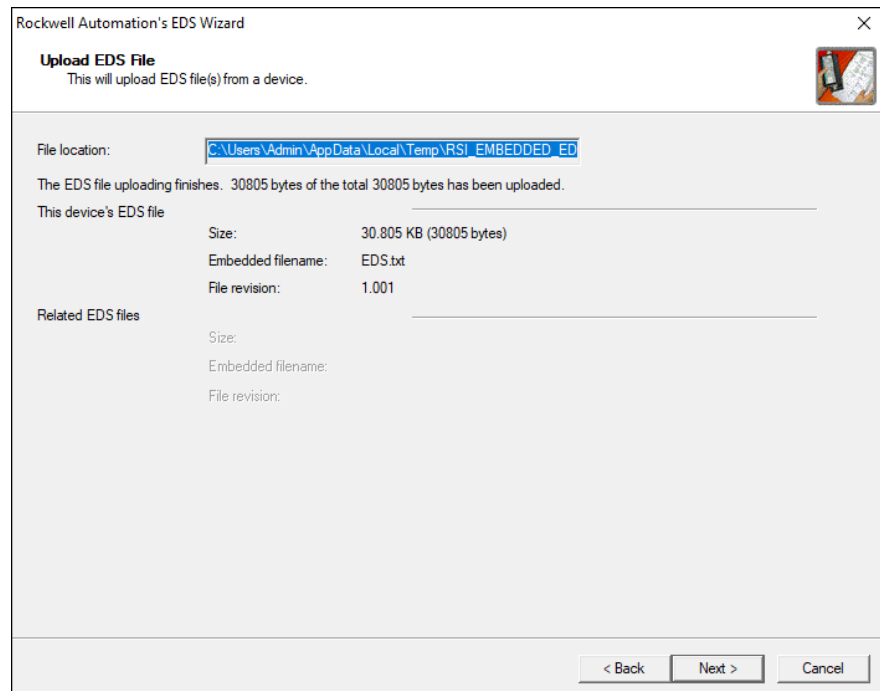 Rockwell Automation's EDS Wizard
Upload EDS File
This will upload EDS file(s) from a device.
File location: C:\Users\Admin\AppData\Local\Temp\RSI_EMBEDDED_ED
The EDS file uploading finishes. 30805 bytes of the total 30805 bytes has been uploaded.
This device's EDS file
Size: 30.805 KB (30805 bytes)
Embedded filename: EDS.txt
File revision: 1.001
Related EDS files
Size:
Embedded filename:
File revision:
< Back Next > Cancel